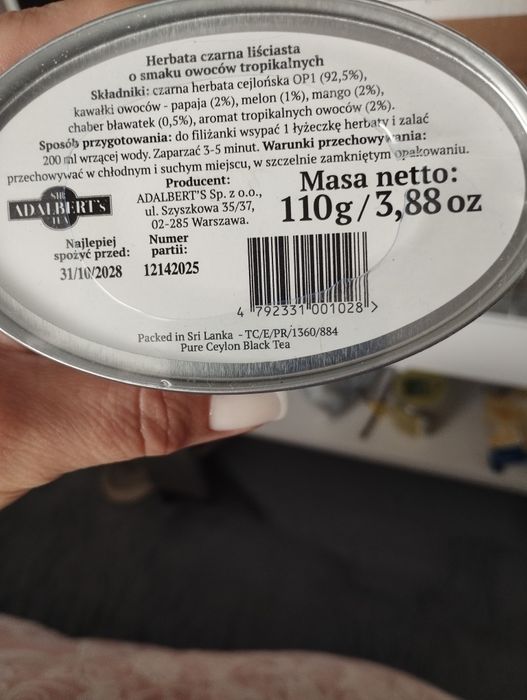 Herbata czarna liściasta
o smaku owoców tropikalnych
Składniki: czarna herbata cejlońska OP1 (92,5%),
kawałki owoców - papaja (2%), melon (1%), mango (2%),
chaber bławatek (0,5%), aromat tropikalnych owoców (2%).
Sposób przygotowania: do filiżanki wsypać 1 łyżeczkę herbaty i zalać
200 ml wrzącej wody. Zaparzać 3-5 minut. Warunki przechowywania:
przechowywać w chłodnym i suchym miejscu, w szczelnie zamkniętym opakowaniu.
SIR
ADALBERT's
TEA
Producent:
ADALBERT'S Sp. z o.o.,
ul. Szyszkowa 35/37,
02-285 Warszawa.
Masa netto:
110g / 3,88 oz
Najlepiej
spożyć przed:
31/10/2028
Numer
partii:
12142025
4 792331 001028 >
Packed in Sri Lanka - TC/E/PR/1360/884
Pure Ceylon Black Tea